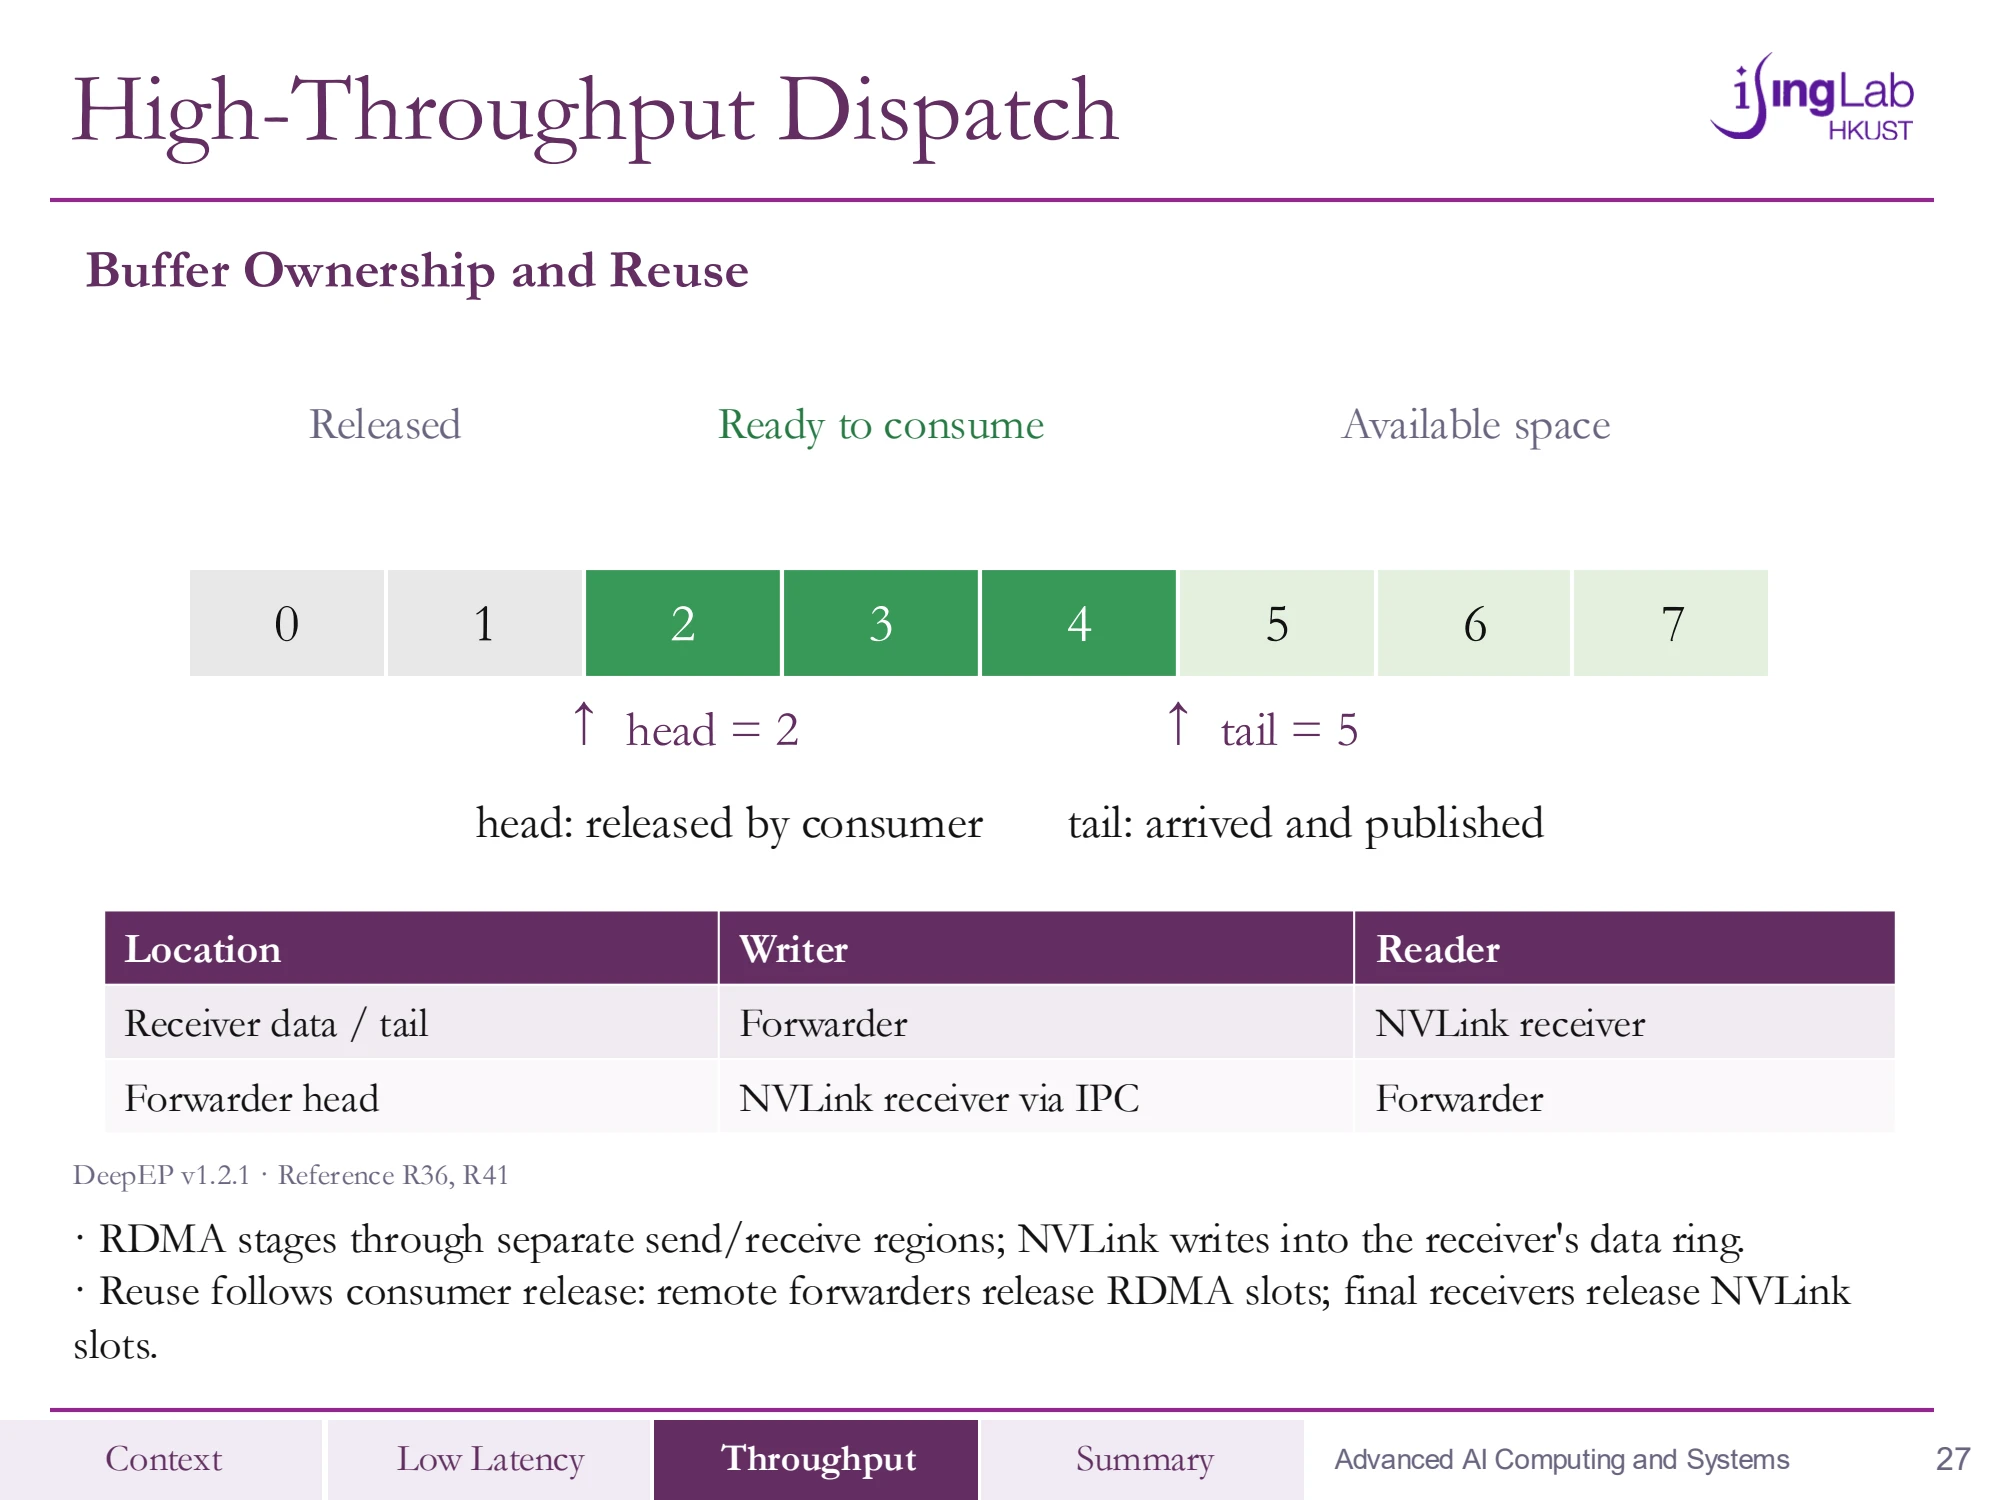 High-Throughput Dispatch
isingLab
HKUST
Buffer Ownership and Reuse
Released
Ready to consume
Available space
0 1 2 3 4 5 6 7
↑ head = 2
↑ tail = 5
head: released by consumer
tail: arrived and published
Location Writer Reader
Receiver data / tail Forwarder NVLink receiver
Forwarder head NVLink receiver via IPC Forwarder
DeepEP v1.2.1 · Reference R36, R41
· RDMA stages through separate send/receive regions; NVLink writes into the receiver's data ring.
· Reuse follows consumer release: remote forwarders release RDMA slots; final receivers release NVLink
slots.
Context
Low Latency
Throughput
Summary
Advanced AI Computing and Systems
27